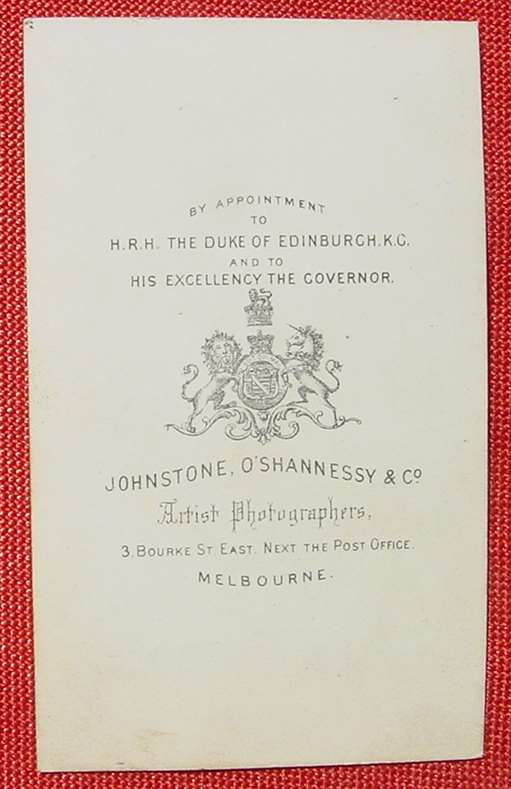 BY APPOINTMENT
TO
H.R.H. THE DUKE OF EDINBURGH.K.G.
AND TO
HIS EXCELLENCY THE GOVERNOR.
JOHNSTONE, O'SHANNESSY & Co
Artist Photographers,
3. BOURKE ST EAST. NEXT THE POST OFFICE.
MELBOURNE.